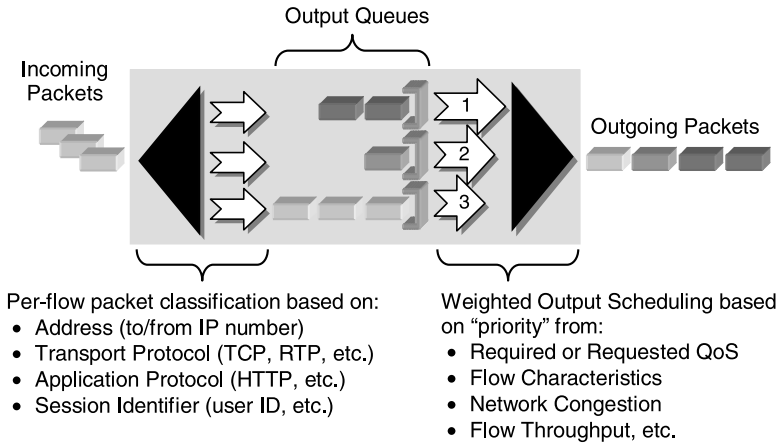 Output Queues
Incoming
Packets
1
2
3
Outgoing Packets
Per-flow packet classification based on:
• Address (to/from IP number)
• Transport Protocol (TCP, RTP, etc.)
• Application Protocol (HTTP, etc.)
• Session Identifier (user ID, etc.)
Weighted Output Scheduling based
on “priority” from:
• Required or Requested QoS
• Flow Characteristics
• Network Congestion
• Flow Throughput, etc.